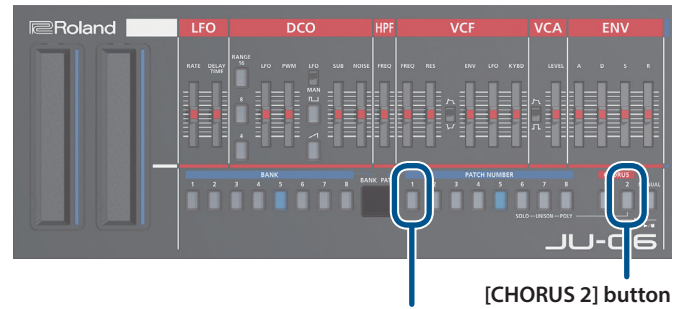 Roland
LFO DCO HPF VCF VCA ENV
RATE DELAY TIME RANGE 16 LFO PWM LFO SUB NOISE FREQ FREQ RES ENV LFO KYBD LEVEL A D S R
8 MAN
4
BANK BANK PATCH NUMBER
1 2 3 4 5 6 7 8 1 2 3 4 5 6 7 8 2
SOLO UNISON POLY
JU-06
[CHORUS 2] button